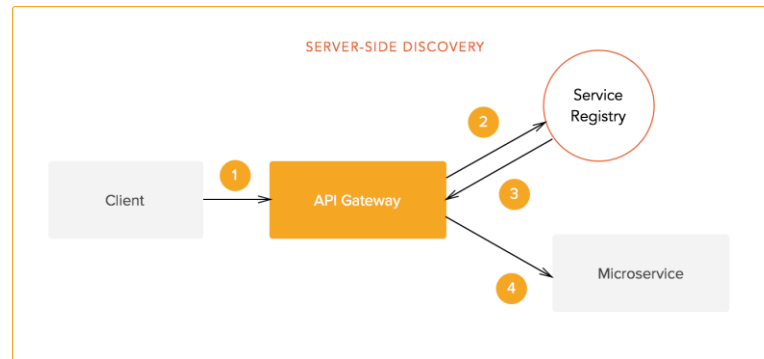 SERVER-SIDE DISCOVERY
Service
Registry
2
1
3
Client
API Gateway
Microservice
4